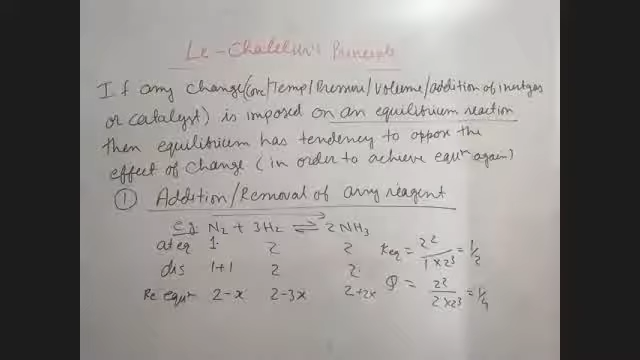 Le-Chatelier's Principle
If any change (conc/Temp/Pressure/Volume/addition of inert gas
or catalyst) is imposed on an equilibrium reaction
then equilibrium has tendency to oppose the
effect of change (in order to achieve equm again)
① Addition/Removal of any reagent
e.g N2 + 3H2 ⇌ 2NH3
at eq 1 2 2 Keq = 2²/1×2³ = 1/2
dis 1+1 2 2
Re equm 2-x 2-3x 2+2x Q = 2²/2×2³ = 1/4